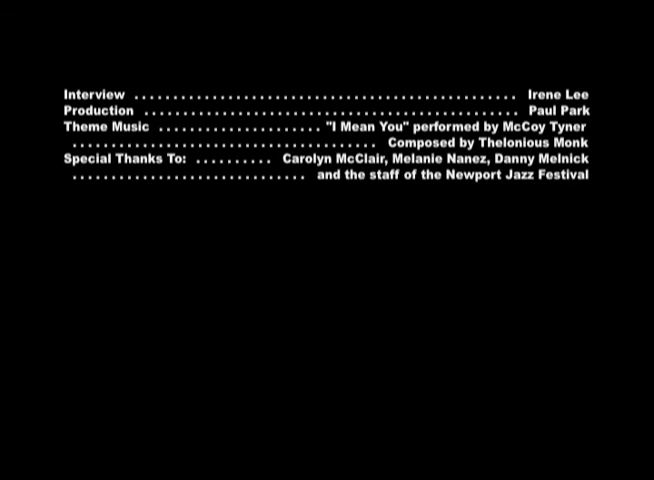 Interview ................................................. Irene Lee
Production ................................................ Paul Park
Theme Music ..................... "I Mean You" performed by McCoy Tyner
....................................... Composed by Thelonious Monk
Special Thanks To: .......... Carolyn McClair, Melanie Nanez, Danny Melnick
.............................. and the staff of the Newport Jazz Festival